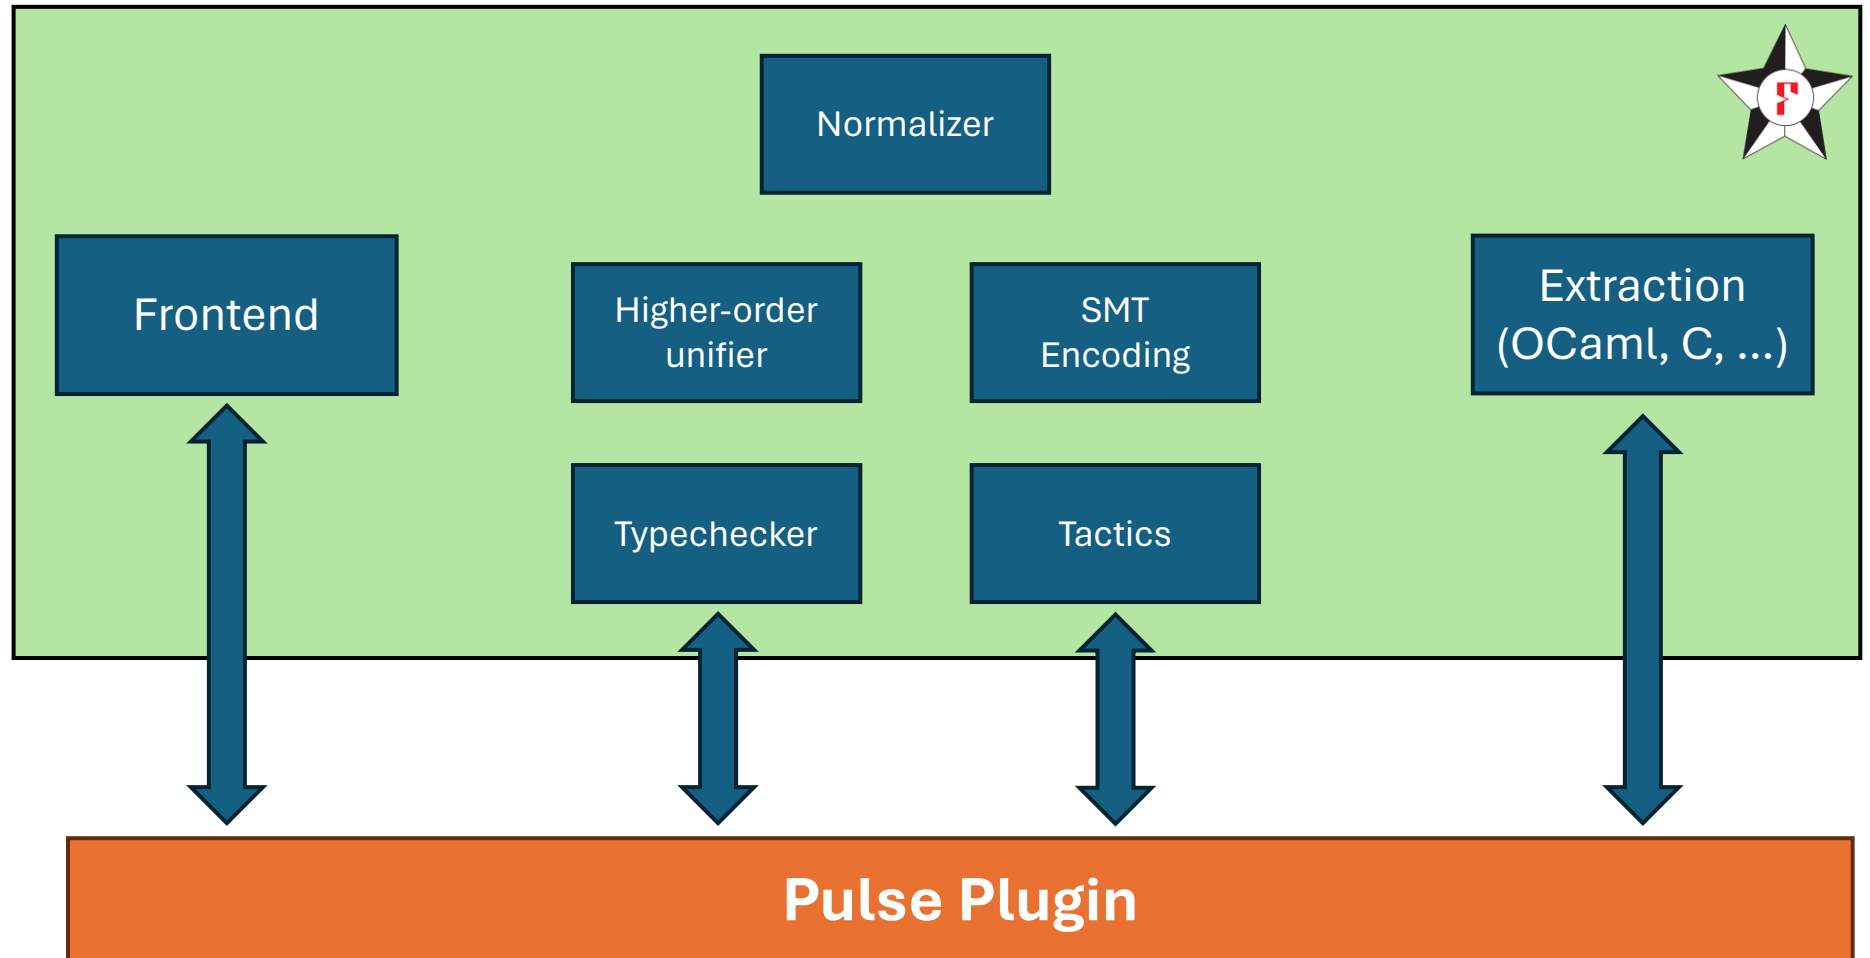 Normalizer
F
Frontend
Higher-order
unifier
SMT
Encoding
Extraction
(OCaml, C, ...)
Typechecker
Tactics
Pulse Plugin